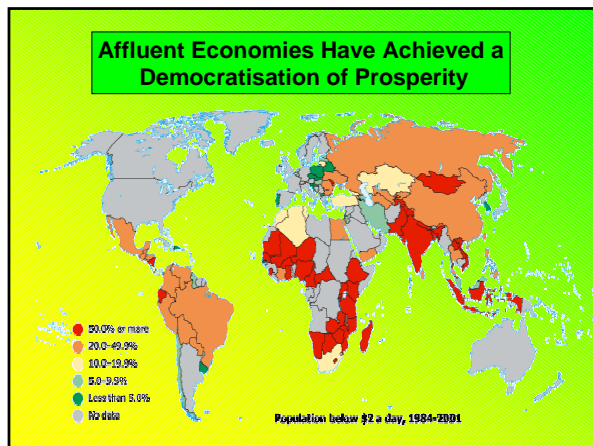 Affluent Economies Have Achieved a
Democratisation of Prosperity
50.0% or more
20.0–49.9%
10.0–19.9%
5.0–9.9%
Less than 5.0%
No data
Population below $2 a day, 1984-2001